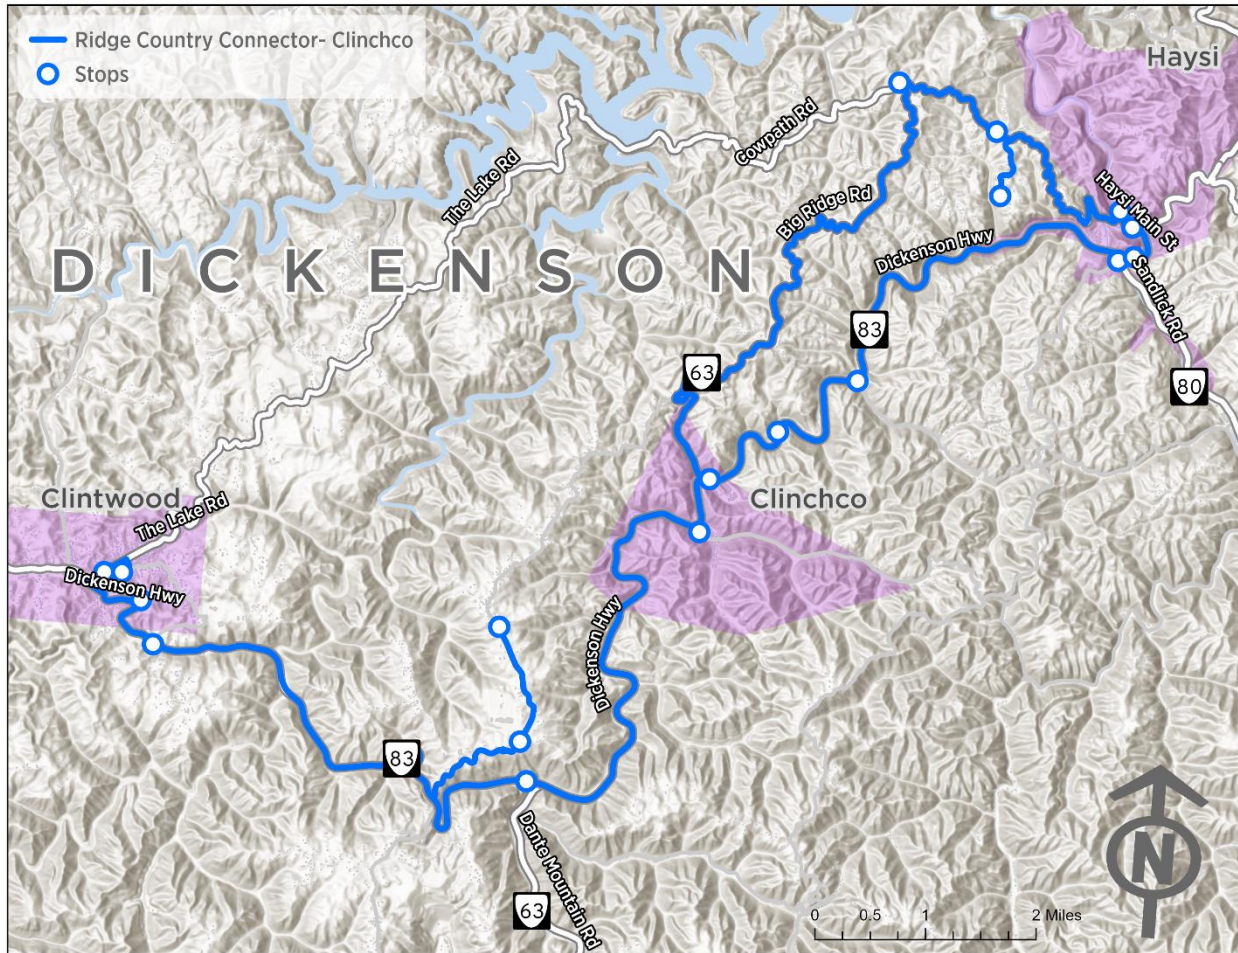 Ridge Country Connector- Clinchco
Stops
Haysi
Cowpath Rd
The Lake Rd
Big Ridge Rd
Haysi Main St
Dickenson Hwy
DICKENSON
Sandlick Rd
83
63
80
Clintwood
The Lake Rd
Clinchco
Dickenson Hwy
Dickenson Hwy
83
Dante Mountain Rd
63
N
0 0.5 1 2 Miles